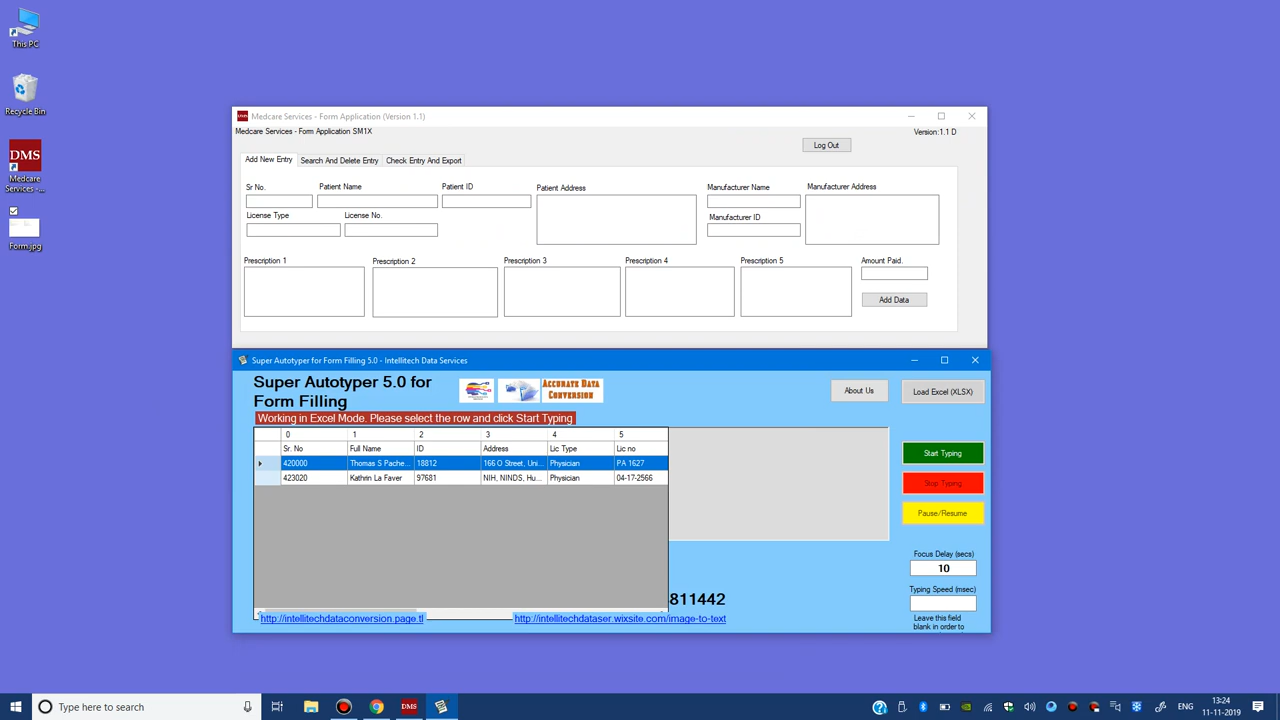 This PC
Recycle Bin
DMS
Medcare
Services -...
Form.jpg
Medcare Services - Form Application (Version 1.1)
Medcare Services - Form Application SM1X
Version:1.1 D
Log Out
Add New Entry
Search And Delete Entry
Check Entry And Export
Sr No.
Patient Name
Patient ID
Patient Address
Manufacturer Name
Manufacturer Address
License Type
License No.
Manufacturer ID
Prescription 1
Prescription 2
Prescription 3
Prescription 4
Prescription 5
Amount Paid.
Add Data
Super Autotyper for Form Filling 5.0 - Intellitech Data Services
Super Autotyper 5.0 for
Form Filling
ACCURATE DATA
CONVERSION
About Us
Load Excel (XLSX)
Working in Excel Mode. Please select the row and click Start Typing
0 1 2 3 4 5
Sr. No Full Name ID Address Lic Type Lic no
420000 Thomas S Pache... 18812 166 O Street, Uni... Physician PA 1627
423020 Kathrin La Faver 97681 NIH, NINDS, Hu... Physician 04-17-2566
Start Typing
Stop Typing
Pause/Resume
Focus Delay (secs)
10
Typing Speed (msec)
Leave this field
blank in order to
811442
http://intellitechdataconversion.page.tl
http://intellitechdataser.wixsite.com/image-to-text
Type here to search
DMS
ENG
13:24
11-11-2019